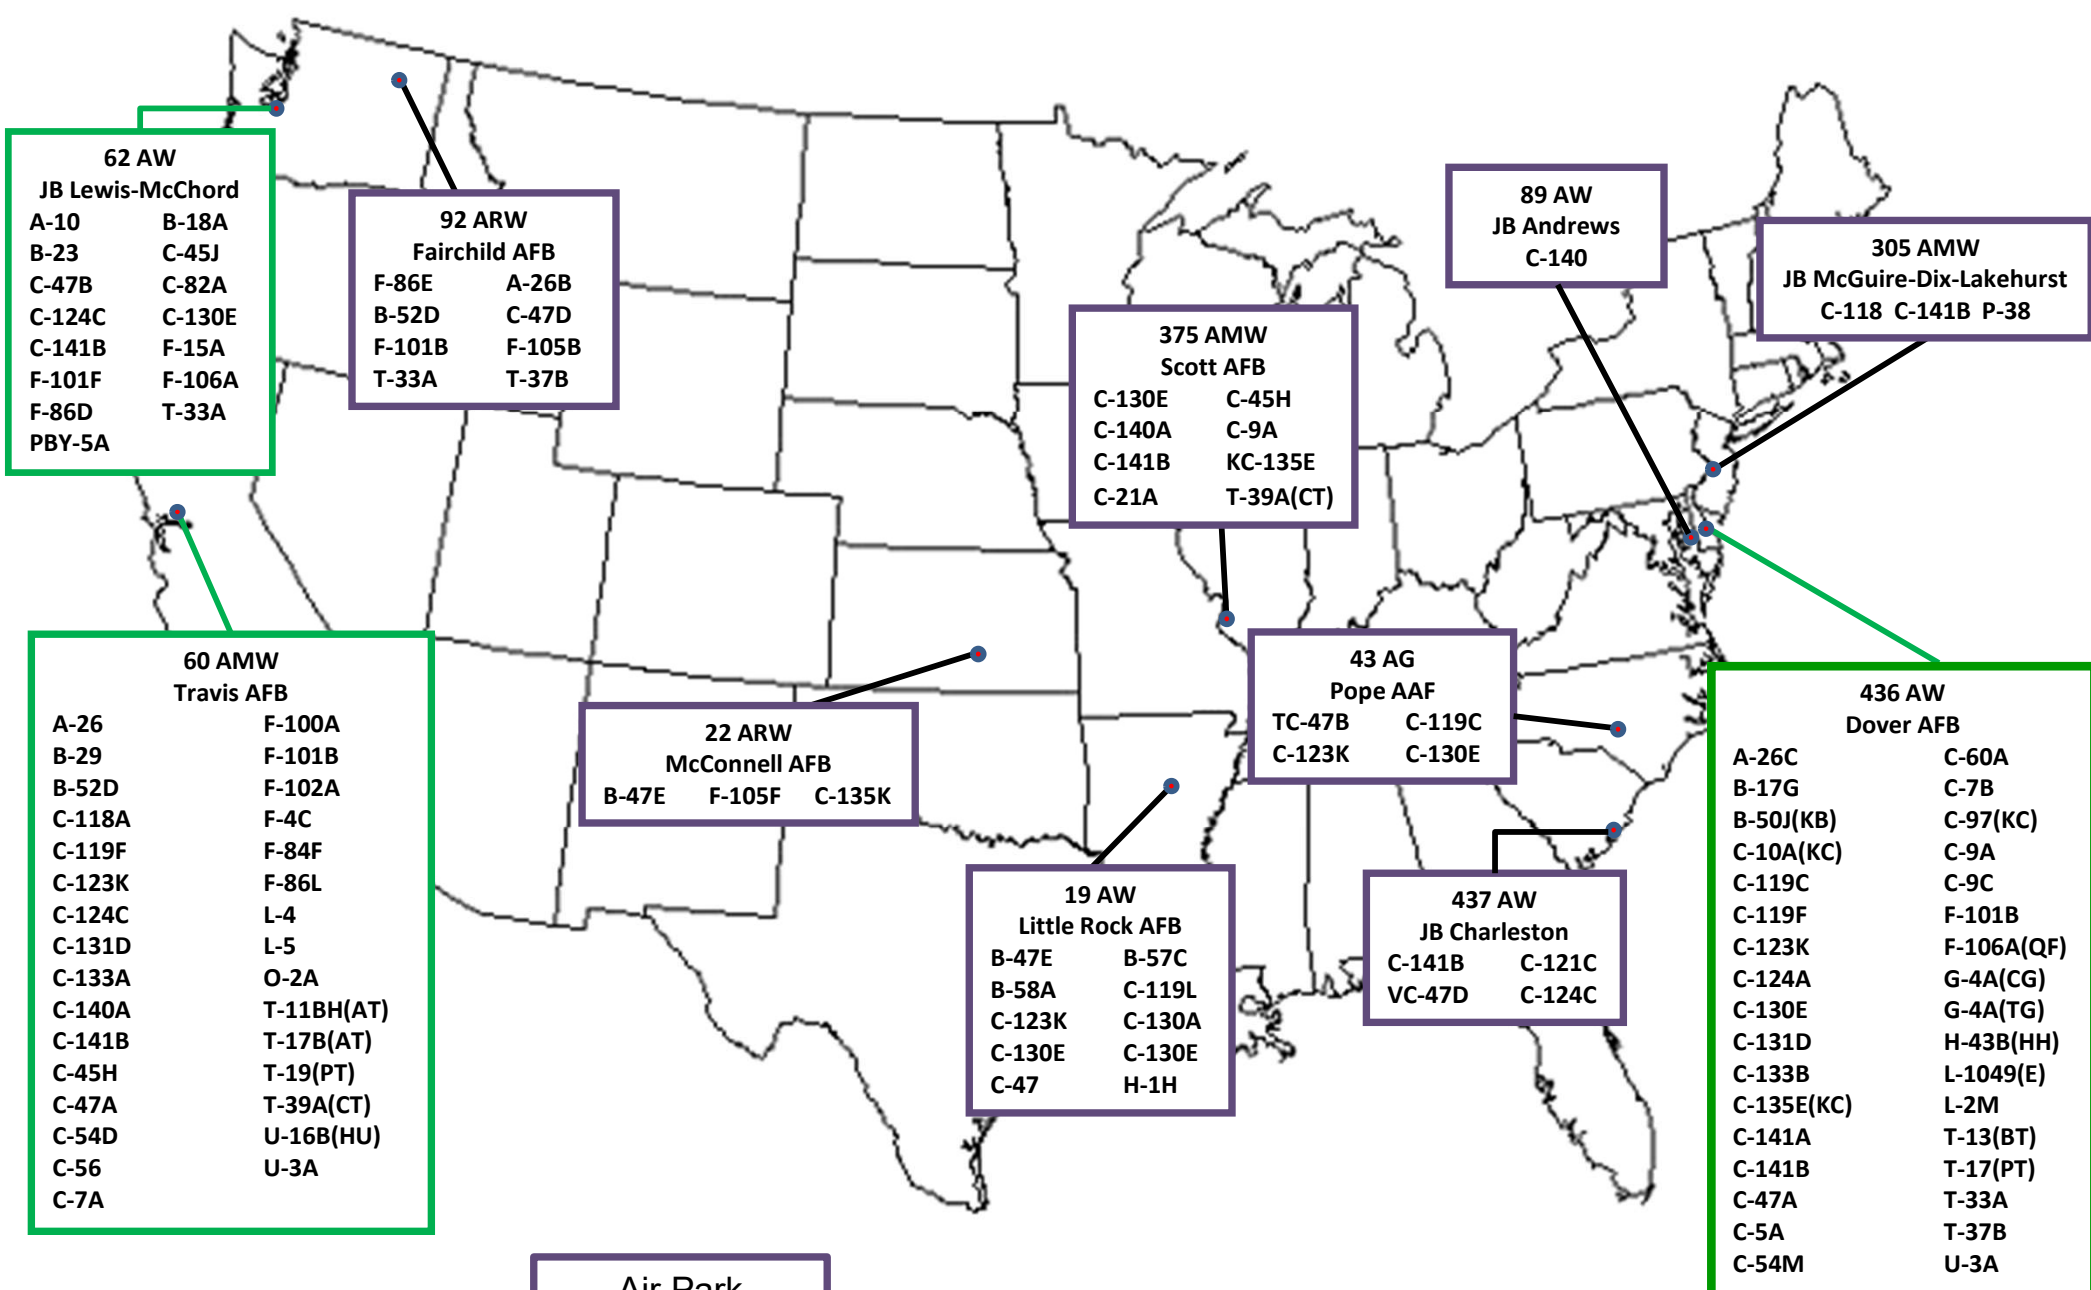 62 AW
JB Lewis-McChord
A-10 B-18A
B-23 C-45J
C-47B C-82A
C-124C C-130E
C-141B F-15A
F-101F F-106A
F-86D T-33A
PBY-5A
92 ARW
Fairchild AFB
F-86E A-26B
B-52D C-47D
F-101B F-105B
T-33A T-37B
89 AW
JB Andrews
C-140
305 AMW
JB McGuire-Dix-Lakehurst
C-118 C-141B P-38
375 AMW
Scott AFB
C-130E C-45H
C-140A C-9A
C-141B KC-135E
C-21A T-39A(CT)
60 AMW
Travis AFB
A-26 F-100A
B-29 F-101B
B-52D F-102A
C-118A F-4C
C-119F F-84F
C-123K F-86L
C-124C L-4
C-131D L-5
C-133A O-2A
C-140A T-11BH(AT)
C-141B T-17B(AT)
C-45H T-19(PT)
C-47A T-39A(CT)
C-54D U-16B(HU)
C-56 U-3A
C-7A
22 ARW
McConnell AFB
B-47E F-105F C-135K
43 AG
Pope AAF
TC-47B C-119C
C-123K C-130E
19 AW
Little Rock AFB
B-47E B-57C
B-58A C-119L
C-123K C-130A
C-130E C-130E
C-47 H-1H
437 AW
JB Charleston
C-141B C-121C
VC-47D C-124C
436 AW
Dover AFB
A-26C C-60A
B-17G C-7B
B-50J(KB) C-97(KC)
C-10A(KC) C-9A
C-119C C-9C
C-119F F-101B
C-123K F-106A(QF)
C-124A G-4A(CG)
C-130E G-4A(TG)
C-131D H-43B(HH)
C-133B L-1049(E)
C-135E(KC) L-2M
C-141A T-13(BT)
C-141B T-17(PT)
C-47A T-33A
C-5A T-37B
C-54M U-3A
Air Park